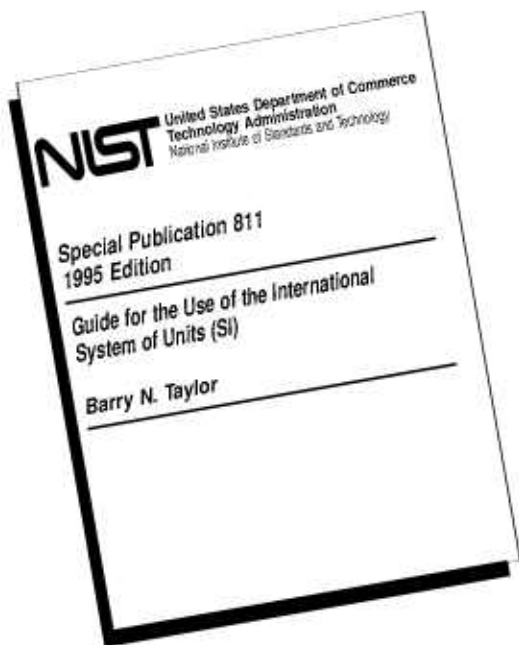 NIST
United States Department of Commerce
Technology Administration
National Institute of Standards and Technology
Special Publication 811
1995 Edition
Guide for the Use of the International
System of Units (SI)
Barry N. Taylor